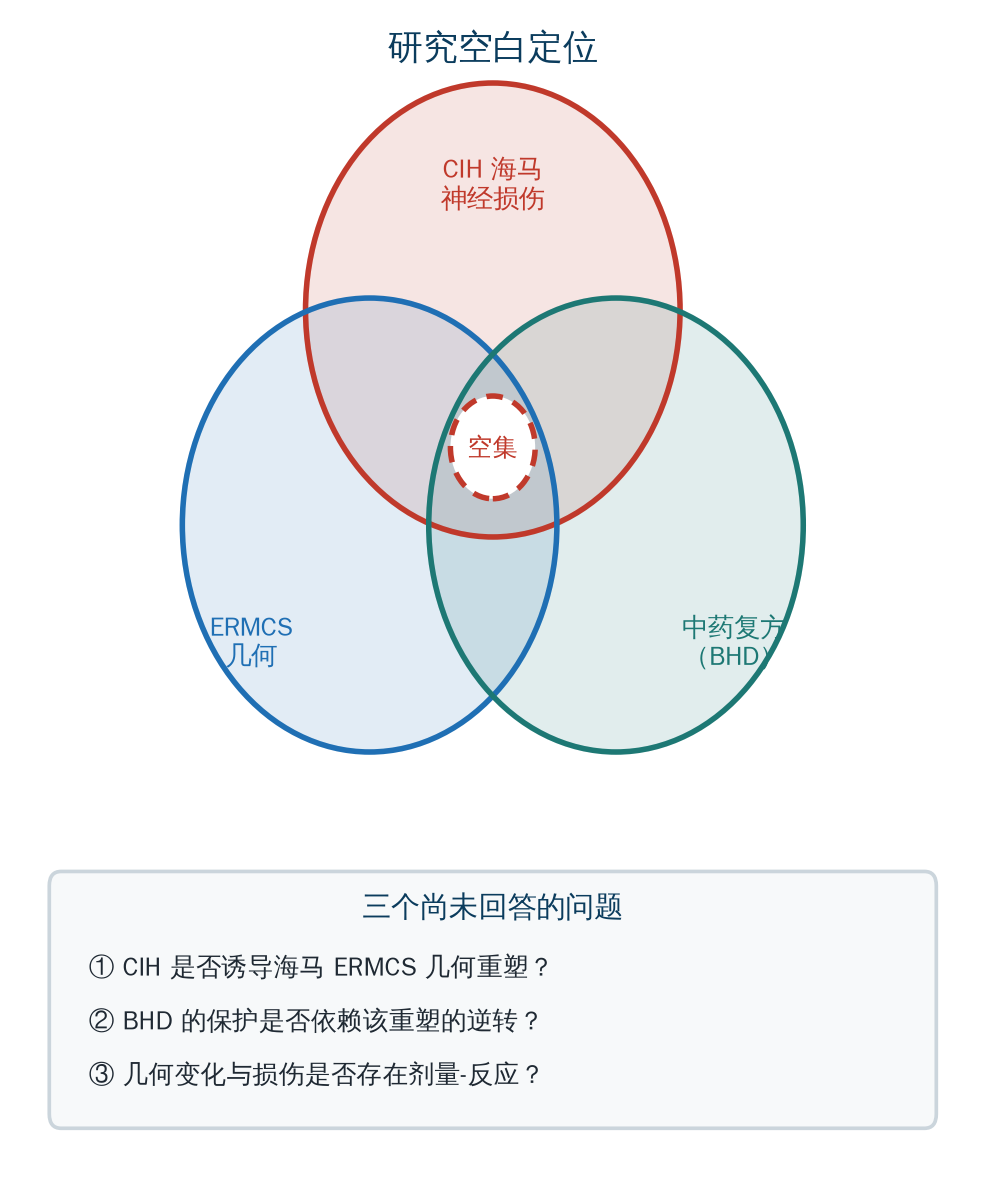 研究空白定位
CIH 海马
神经损伤
空集
ERMCS
几何
中药复方
（BHD）
三个尚未回答的问题
① CIH 是否诱导海马 ERMCS 几何重塑？
② BHD 的保护是否依赖该重塑的逆转？
③ 几何变化与损伤是否存在剂量-反应？